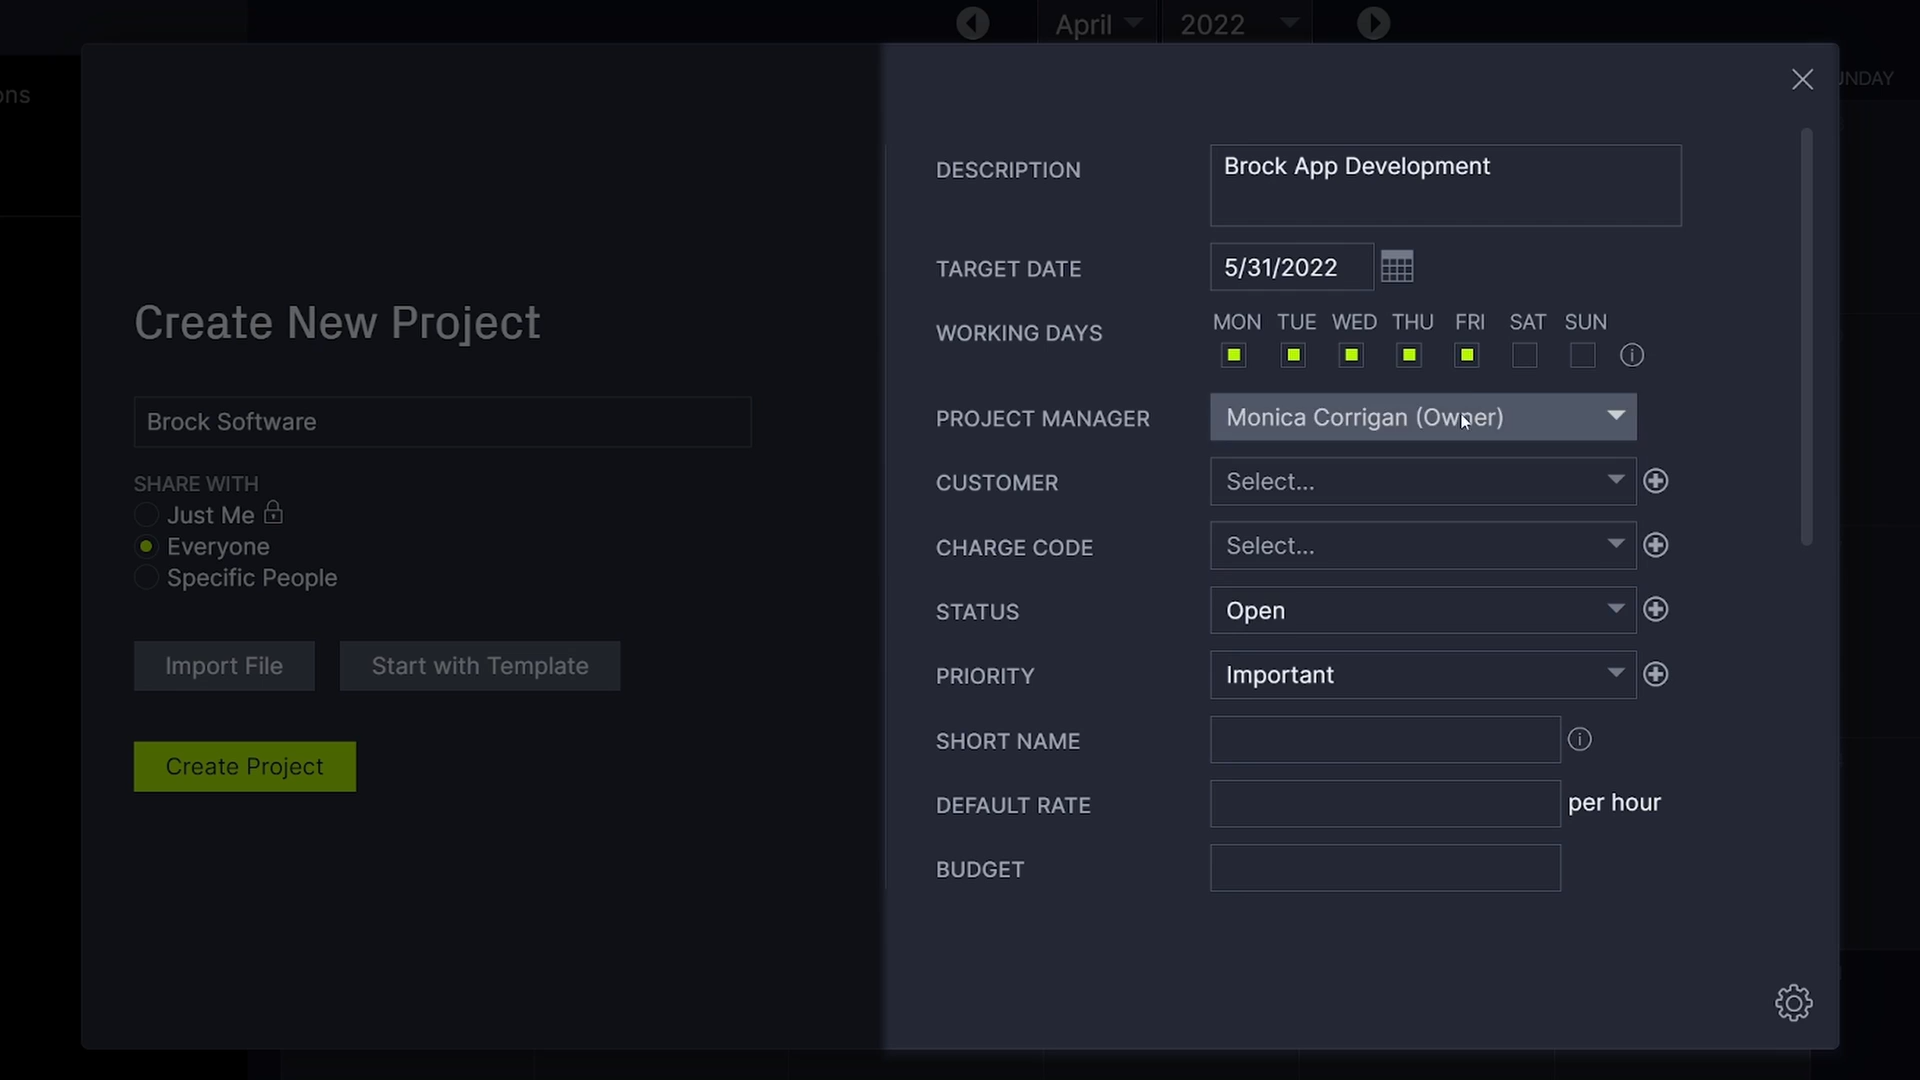 April
2022
ons
UNDAY
Create New Project
Brock Software
SHARE WITH
Just Me
Everyone
Specific People
Import File
Start with Template
Create Project
DESCRIPTION
Brock App Development
TARGET DATE
5/31/2022
WORKING DAYS
MON TUE WED THU FRI SAT SUN
PROJECT MANAGER
Monica Corrigan (Owner)
CUSTOMER
Select...
CHARGE CODE
Select...
STATUS
Open
PRIORITY
Important
SHORT NAME
DEFAULT RATE
per hour
BUDGET